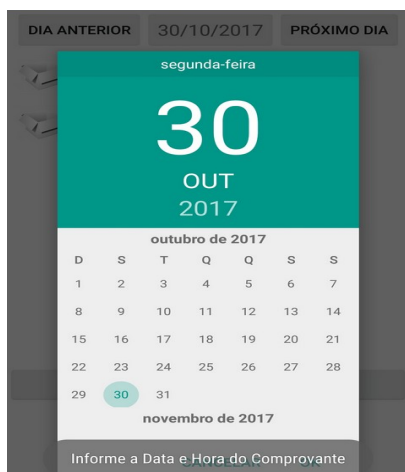 DIA ANTERIOR 30/10/2017 PRÓXIMO DIA
segunda-feira
30
OUT
2017
outubro de 2017
D S T Q Q S S
1 2 3 4 5 6 7
8 9 10 11 12 13 14
15 16 17 18 19 20 21
22 23 24 25 26 27 28
29 30 31
novembro de 2017
Informe a Data e Hora do Comprovante